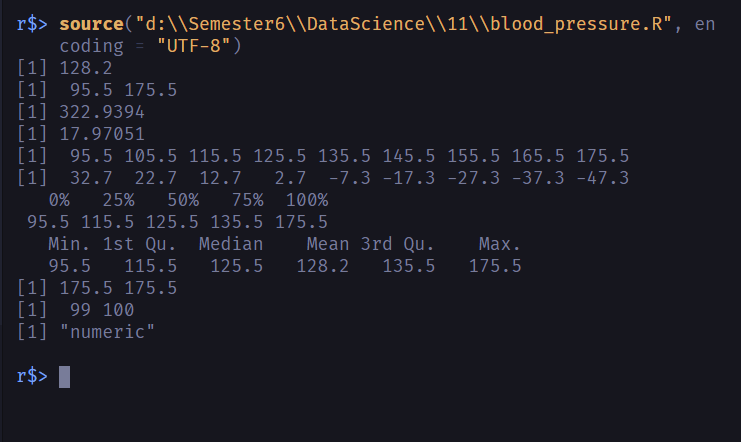 r$> source("d:\\Semester6\\DataScience\\11\\blood_pressure.R", en
coding = "UTF-8")
[1] 128.2
[1]  95.5 175.5
[1] 322.9394
[1] 17.97051
[1]  95.5 105.5 115.5 125.5 135.5 145.5 155.5 165.5 175.5
[1]  32.7  22.7  12.7   2.7  -7.3 -17.3 -27.3 -37.3 -47.3
   0%   25%   50%   75%  100%
 95.5 115.5 125.5 135.5 175.5
   Min. 1st Qu.  Median    Mean 3rd Qu.    Max.
   95.5   115.5   125.5   128.2   135.5   175.5
[1] 175.5 175.5
[1]  99 100
[1] "numeric"
r$>